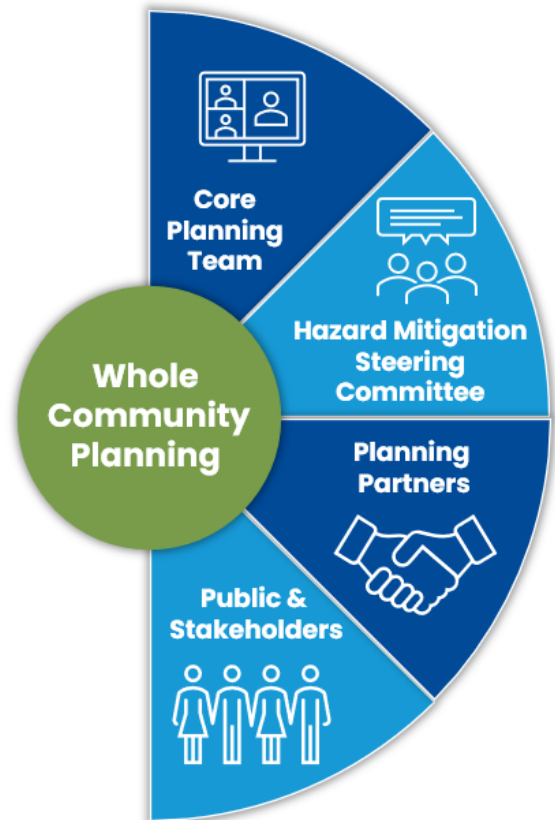 Core
Planning
Team
Hazard Mitigation
Steering
Committee
Whole
Community
Planning
Planning
Partners
Public &
Stakeholders